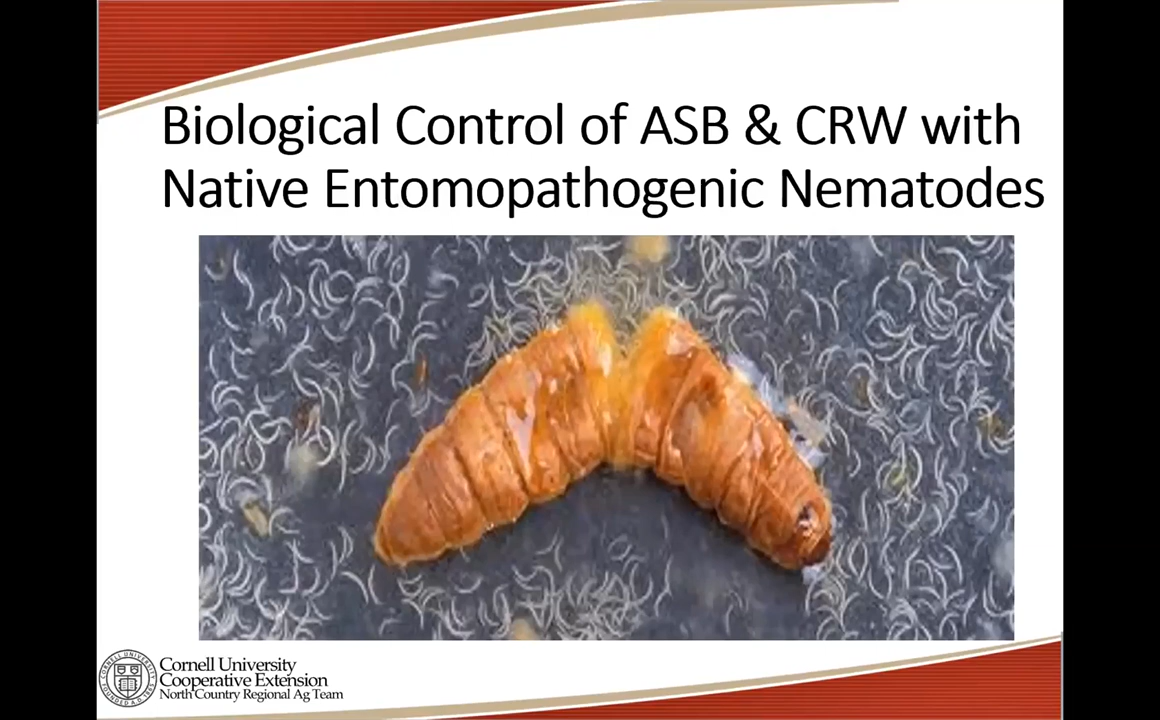 Biological Control of ASB & CRW with
Native Entomopathogenic Nematodes
Cornell University
Cooperative Extension
North Country Regional Ag Team